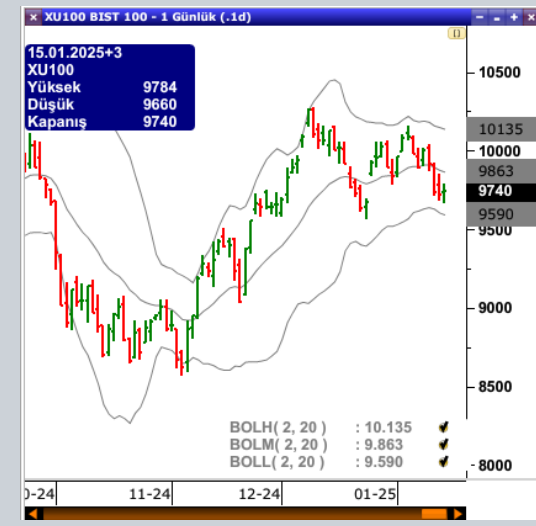 XU100 BIST 100 - 1 Günlük (.1d)
15.01.2025+3
XU100
Yüksek 9784
Düşük 9660
Kapanış 9740
10500
10135
10000
9863
9740
9590
9500
9000
8500
8000
BOLH( 2, 20 ) : 10.135
BOLM( 2, 20 ) : 9.863
BOLL( 2, 20 ) : 9.590
0-24 11-24 12-24 01-25